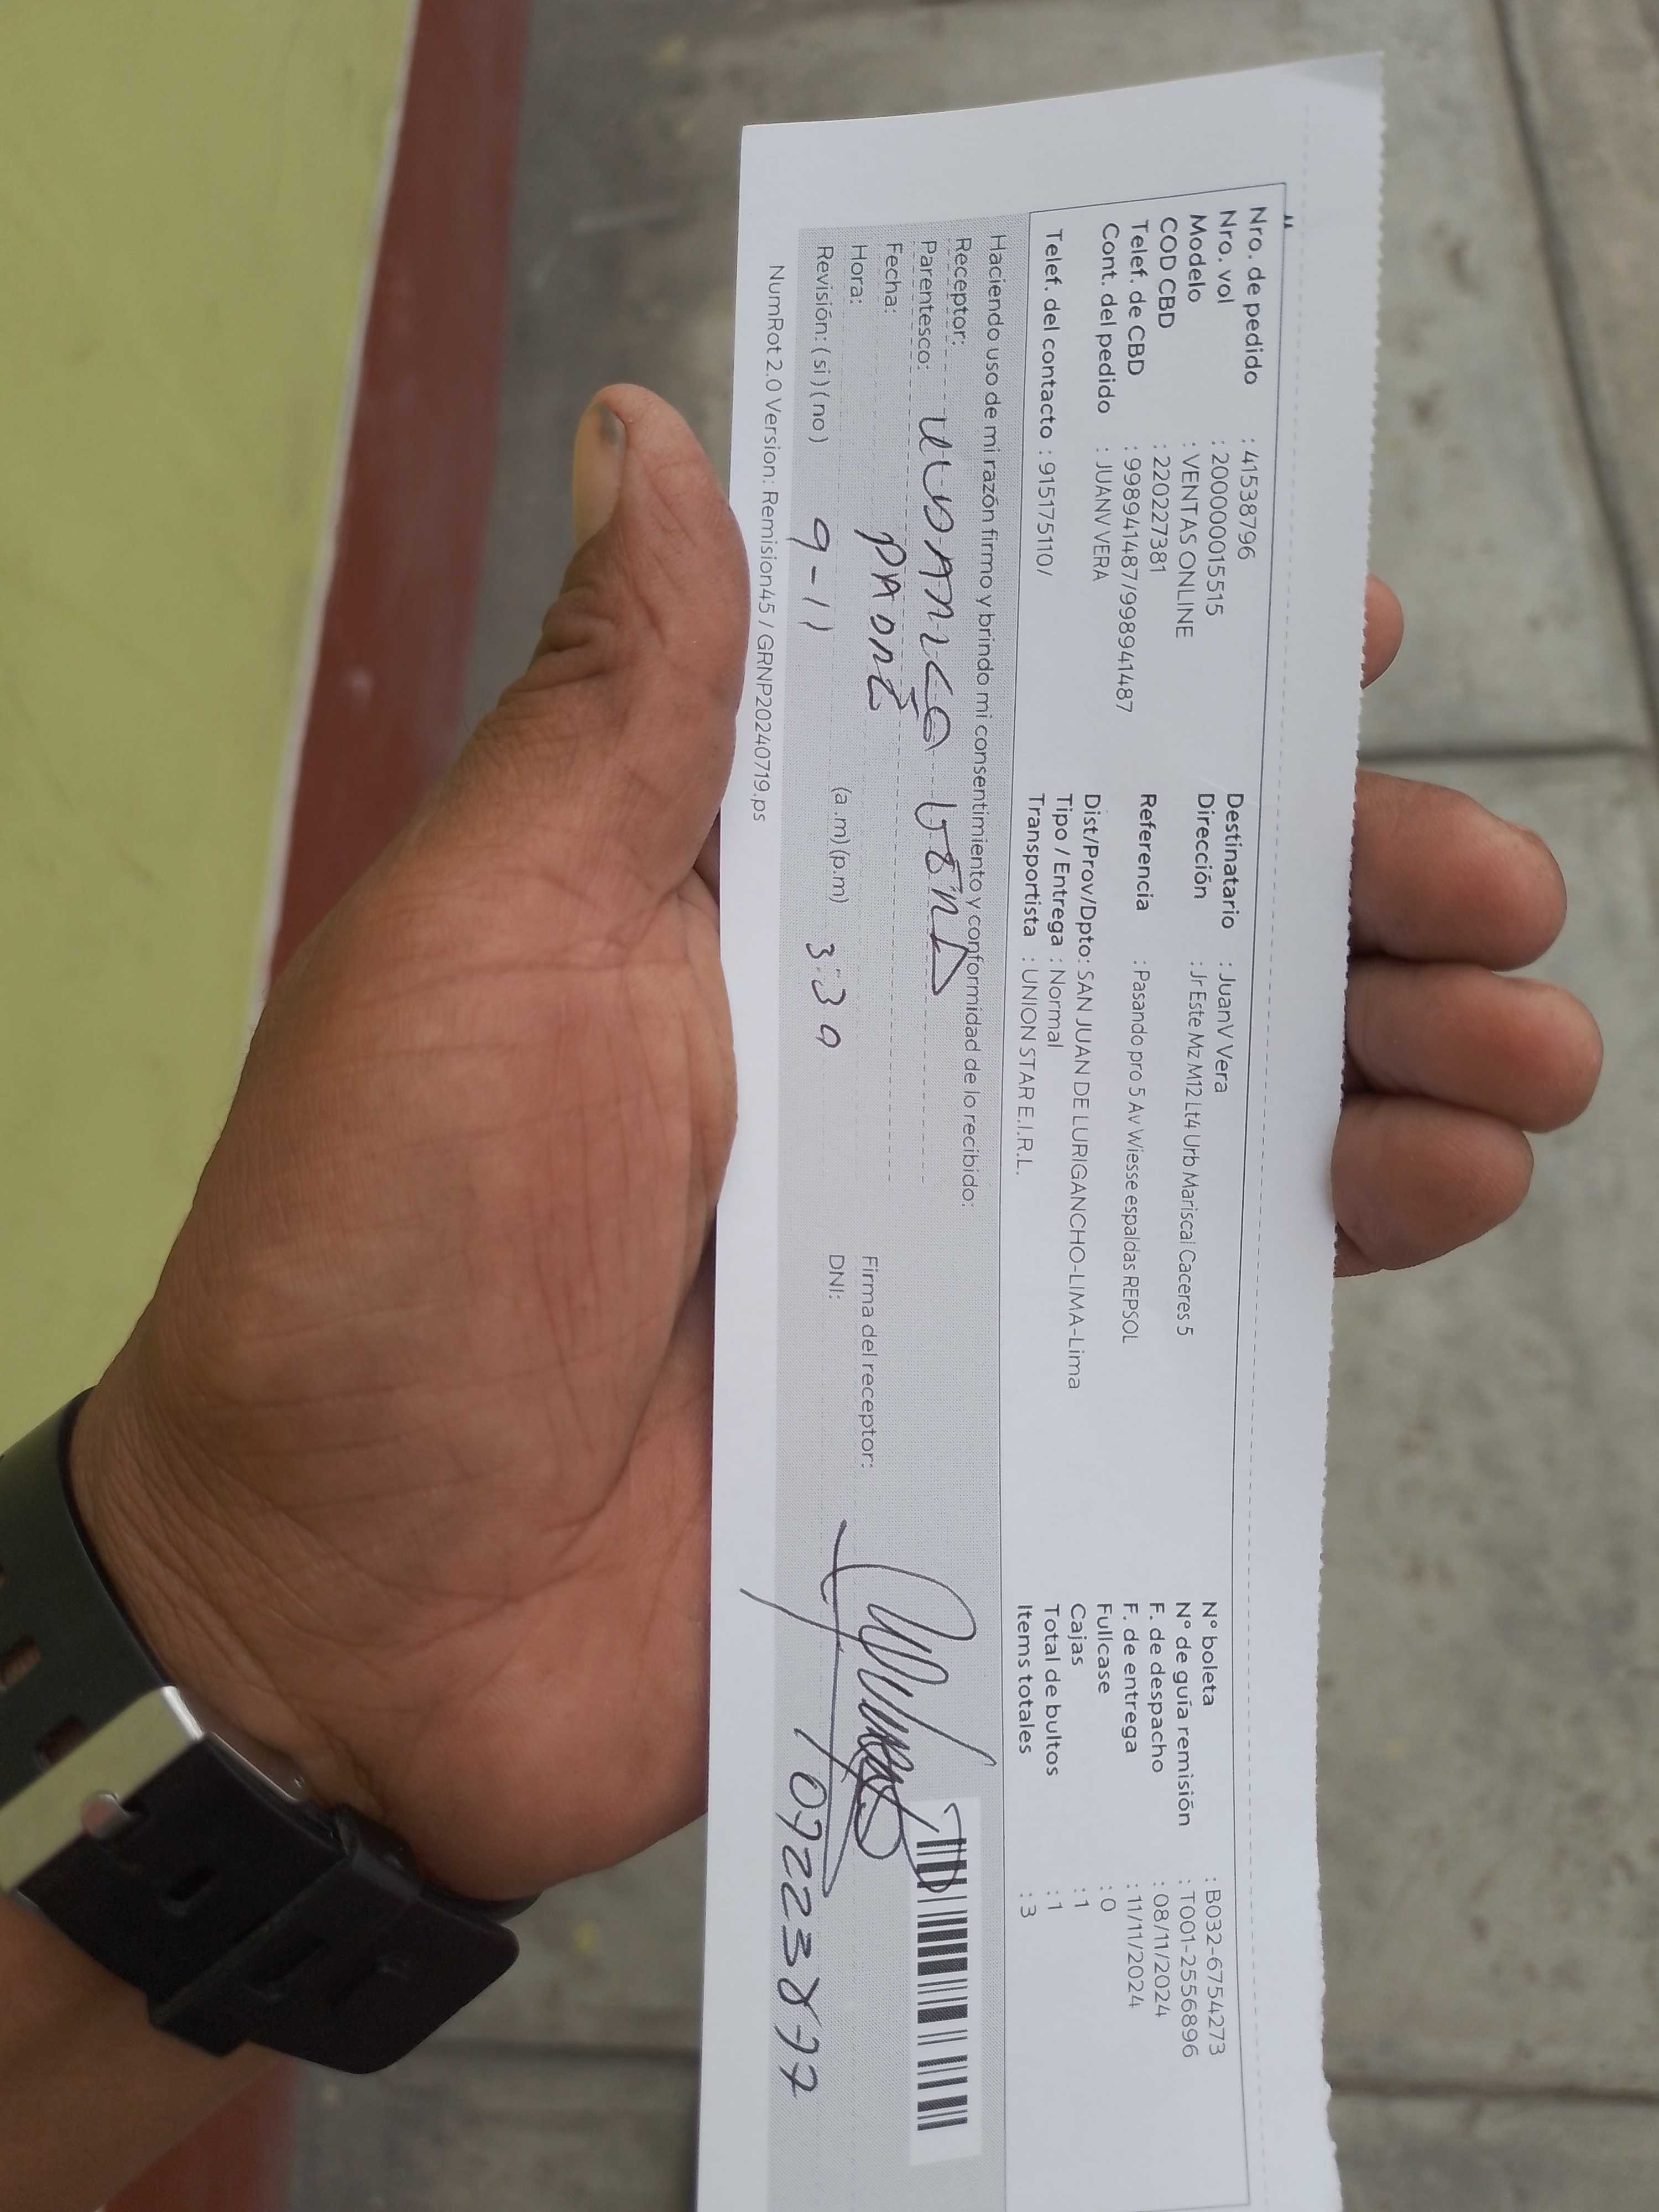 Nro. de pedido : 41538796
Nro. vol : 2000000015515
Modelo : VENTAS ONLINE
COD CBD : 220227381
Telef. de CBD : 998941487/998941487
Cont. del pedido : JUANV VERA
Telef. del contacto : 915175110/
Destinatario : JuanV Vera
Dirección : Jr Este Mz M12 Lt4 Urb Mariscal Caceres 5
Referencia : Pasando pro 5 Av Wiesse espaldas REPSOL
Dist/Prov/Dpto: SAN JUAN DE LURIGANCHO-LIMA-Lima
Tipo / Entrega : Normal
Transportista : UNION STAR E.I.R.L.
N° boleta : B032-6754273
N° de guía remisión : T001-25568896
F. de despacho : 08/11/2024
F. de entrega : 11/11/2024
Fullcase : 0
Cajas : 1
Total de bultos : 1
Items totales : 3
Haciendo uso de mi razón firmo y brindo mi consentimiento y conformidad de lo recibido:
Receptor:
Parentesco: PADRE
Fecha: 9-11
Hora: (a.m)(p.m) 3:30
Revisión: (si)(no)
Firma del receptor:
DNI: 109223877
NumRot 2.0 Version: Remision45 / GRNP20240719.ps